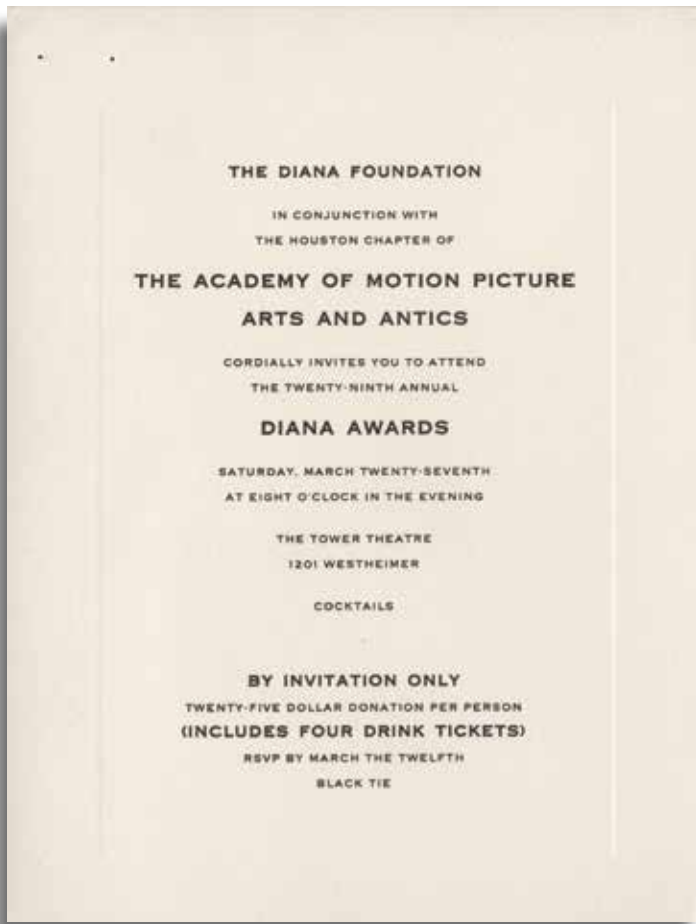 THE DIANA FOUNDATION
IN CONJUNCTION WITH
THE HOUSTON CHAPTER OF
THE ACADEMY OF MOTION PICTURE
ARTS AND ANTICS
CORDIALLY INVITES YOU TO ATTEND
THE TWENTY-NINTH ANNUAL
DIANA AWARDS
SATURDAY, MARCH TWENTY-SEVENTH
AT EIGHT O'CLOCK IN THE EVENING
THE TOWER THEATRE
1201 WESTHEIMER
COCKTAILS
BY INVITATION ONLY
TWENTY-FIVE DOLLAR DONATION PER PERSON
(INCLUDES FOUR DRINK TICKETS)
RSVP BY MARCH THE TWELFTH
BLACK TIE